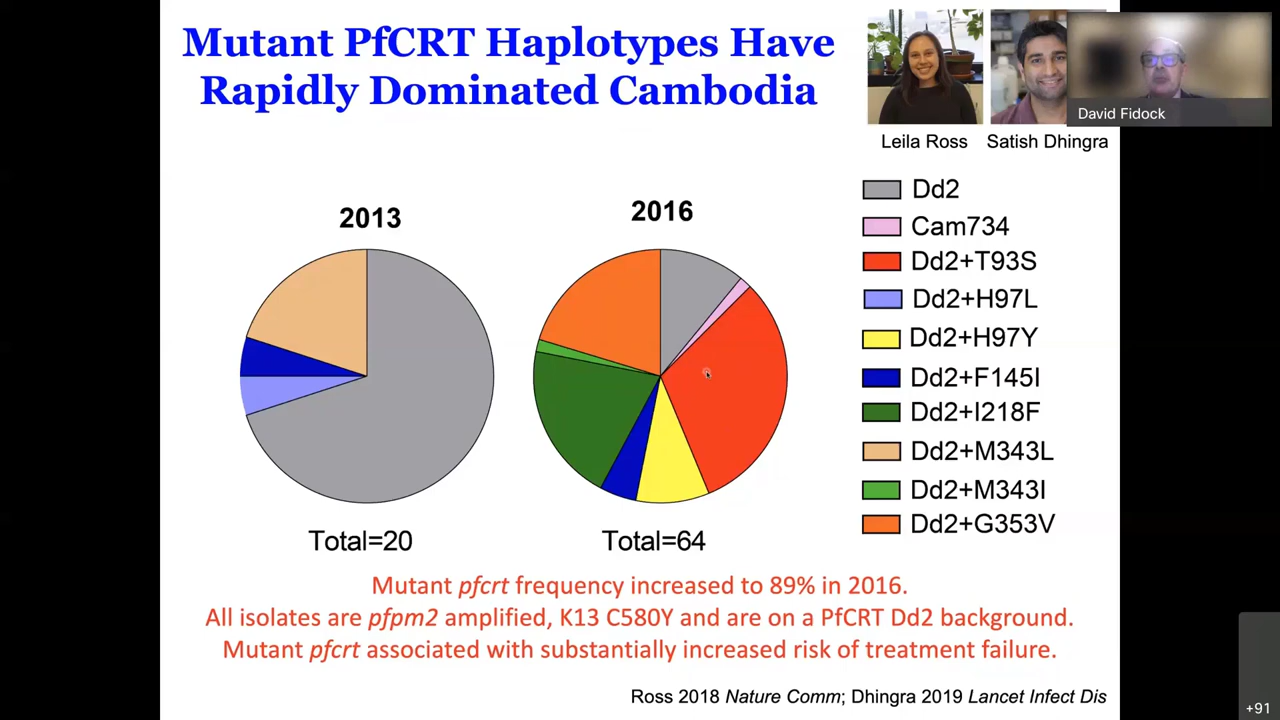 Mutant PfCRT Haplotypes Have
Rapidly Dominated Cambodia
David Fidock
Leila Ross
Satish Dhingra
2013
2016
Dd2
Cam734
Dd2+T93S
Dd2+H97L
Dd2+H97Y
Dd2+F145I
Dd2+I218F
Dd2+M343L
Dd2+M343I
Dd2+G353V
Total=20
Total=64
Mutant pfcrt frequency increased to 89% in 2016.
All isolates are pfpm2 amplified, K13 C580Y and are on a PfCRT Dd2 background.
Mutant pfcrt associated with substantially increased risk of treatment failure.
Ross 2018 Nature Comm; Dhingra 2019 Lancet Infect Dis
+91